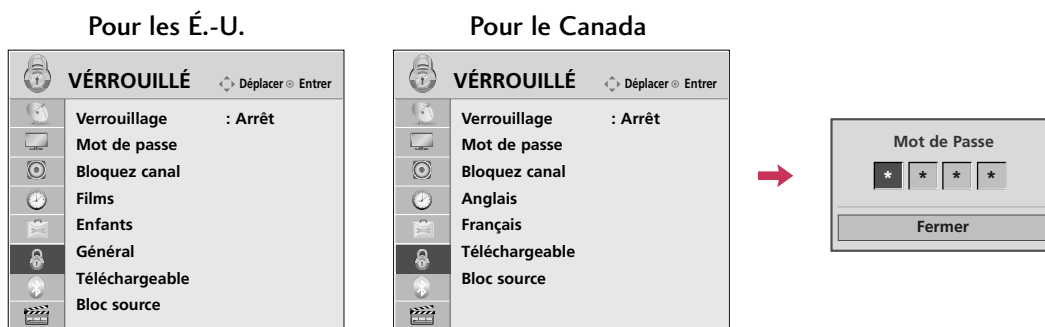 Pour les É.-U.
VÉRROUILLÉ Déplacer Entrer
Verrouillage : Arrêt
Mot de passe
Bloquez canal
Films
Enfants
Général
Téléchargeable
Bloc source
Pour le Canada
VÉRROUILLÉ Déplacer Entrer
Verrouillage : Arrêt
Mot de passe
Bloquez canal
Anglais
Français
Téléchargeable
Bloc source
Mot de Passe
* * * *
Fermer